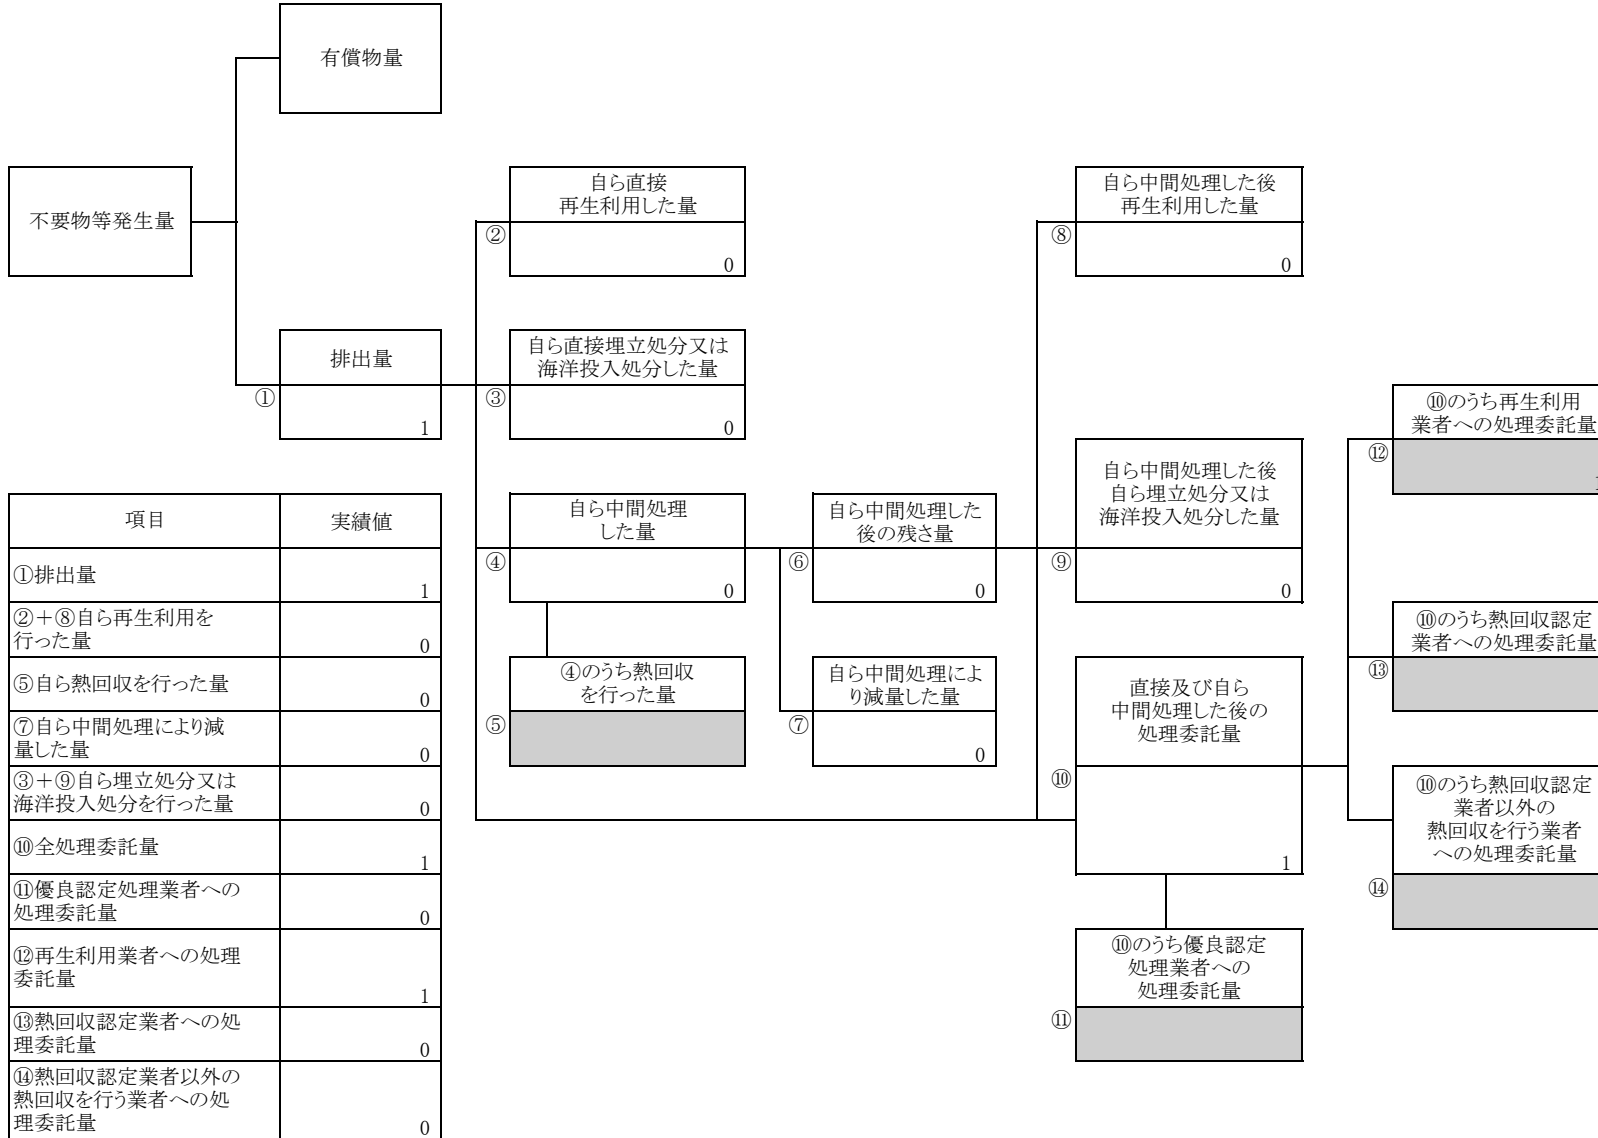 有償物量
不要物等発生量
自ら直接
再生利用した量
②
0
自ら中間処理した後
再生利用した量
⑧
0
排出量
①
1
自ら直接埋立処分又は
海洋投入処分した量
③
0
⑩のうち再生利用
業者への処理委託量
⑫
1
自ら中間処理
した量
④
0
自ら中間処理した
後の残さ量
⑥
0
自ら中間処理した後
自ら埋立処分又は
海洋投入処分した量
⑨
0
⑩のうち熱回収認定
業者への処理委託量
⑬
④のうち熱回収
を行った量
⑤
自ら中間処理によ
り減量した量
⑦
0
直接及び自ら
中間処理した後の
処理委託量
⑩
1
⑩のうち熱回収認定
業者以外の
熱回収を行う業者
への処理委託量
⑭
⑩のうち優良認定
処理業者への
処理委託量
⑪
項目 実績値
①排出量
1
②+⑧自ら再生利用を
行った量 0
⑤自ら熱回収を行った量
0
⑦自ら中間処理により減
量した量 0
③+⑨自ら埋立処分又は
海洋投入処分を行った量 0
⑩全処理委託量
1
⑪優良認定処理業者への
処理委託量 0
⑫再生利用業者への処理
委託量
1
⑬熱回収認定業者への処
理委託量 0
⑭熱回収認定業者以外の
熱回収を行う業者への処
理委託量 0